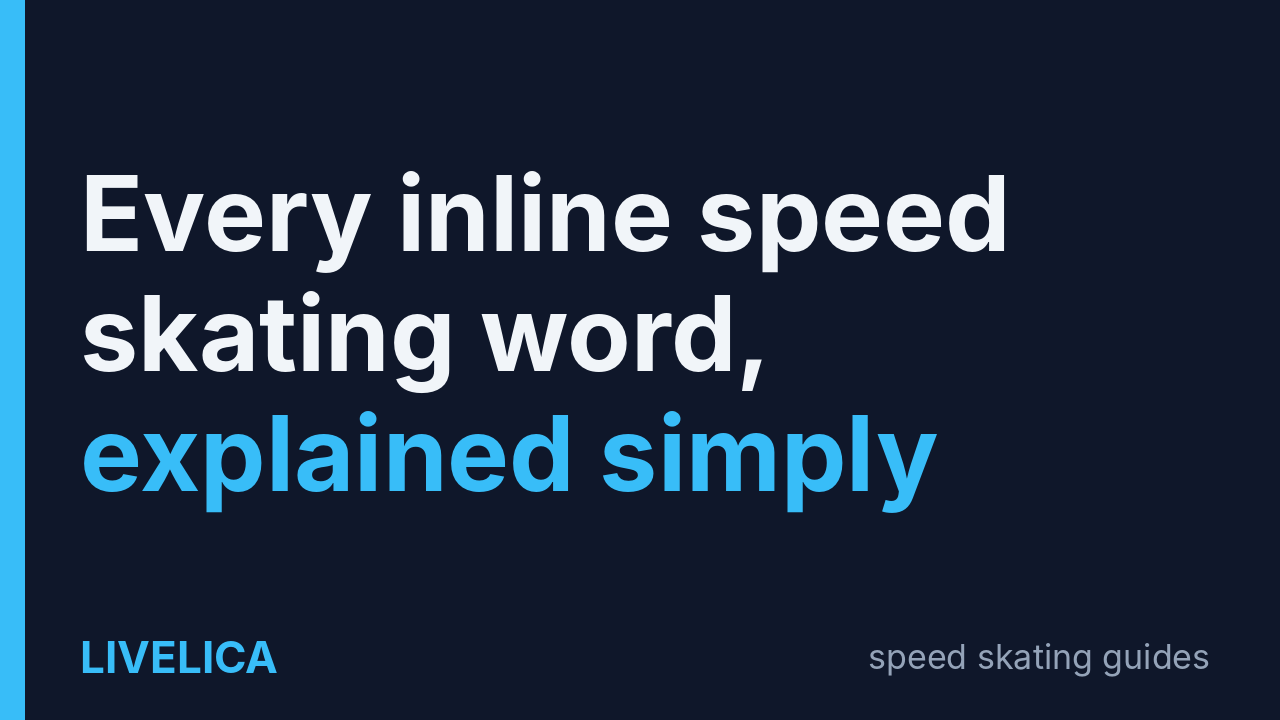 Every inline speed
skating word,
explained simply
LIVELICA
speed skating guides